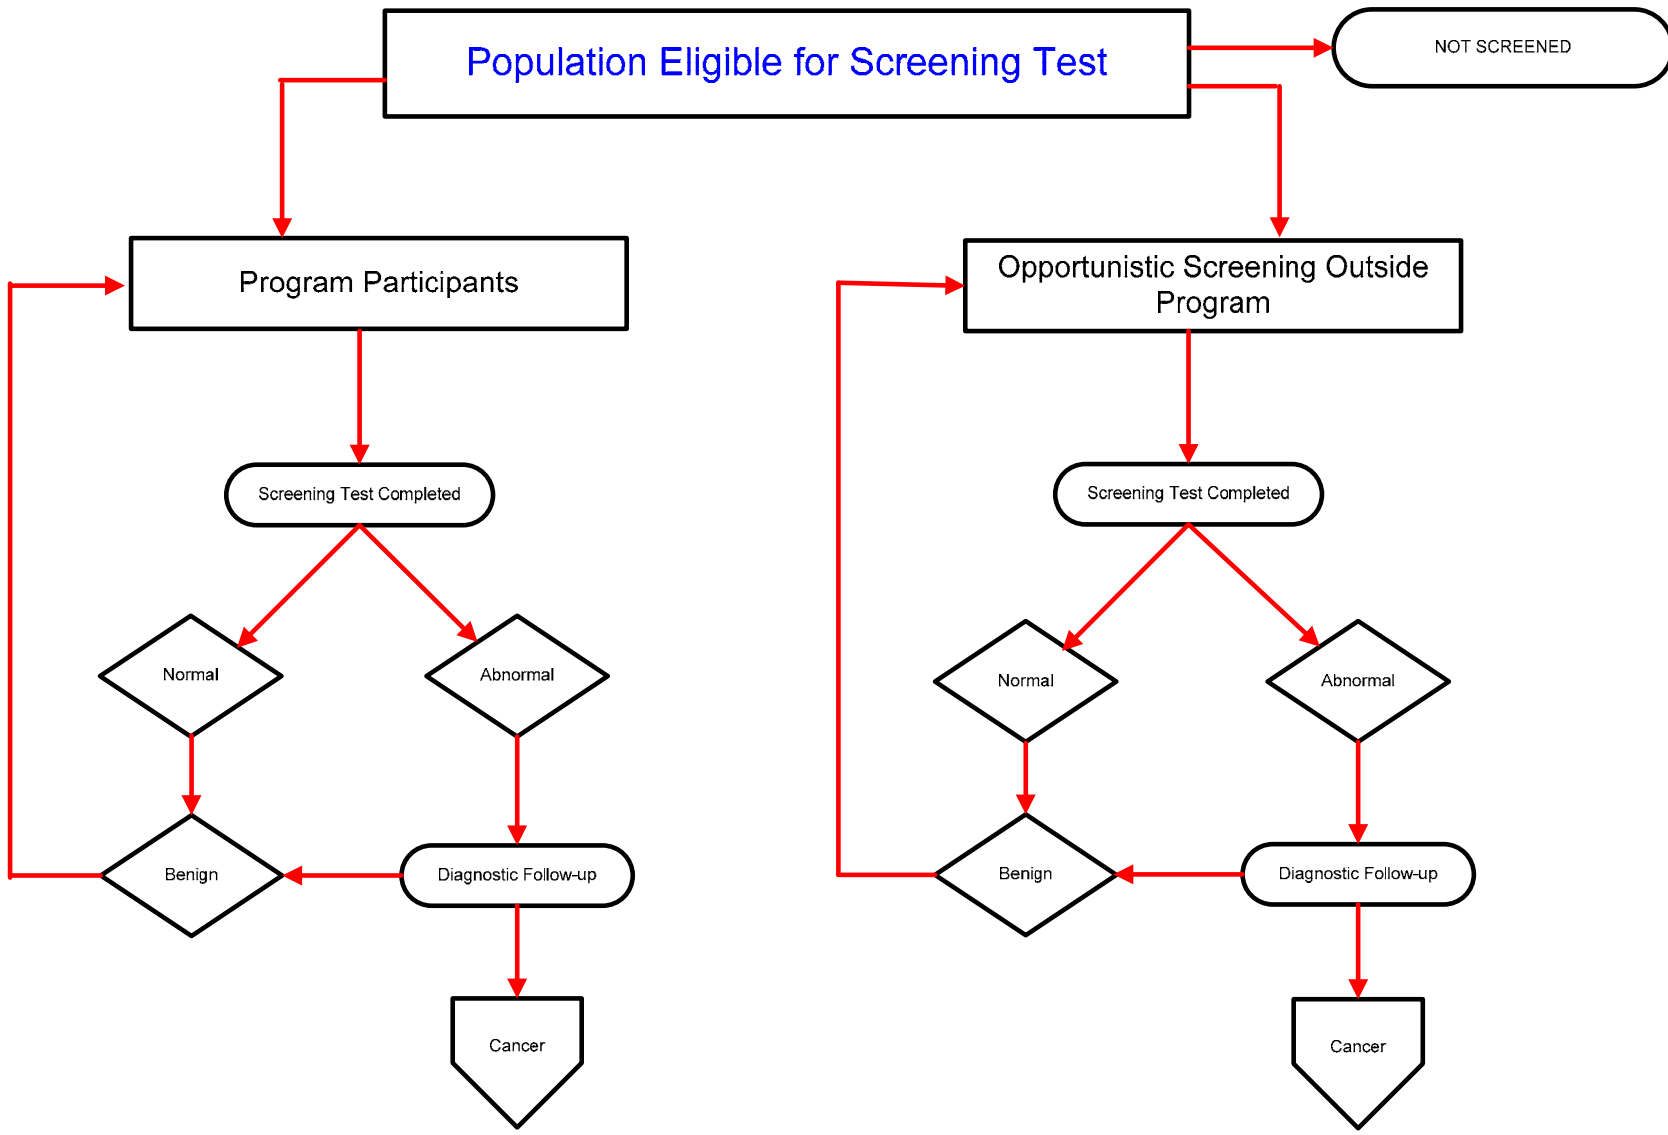 Population Eligible for Screening Test
NOT SCREENED
Program Participants
Opportunistic Screening Outside
Program
Screening Test Completed
Screening Test Completed
Normal
Abnormal
Normal
Abnormal
Benign
Diagnostic Follow-up
Benign
Diagnostic Follow-up
Cancer
Cancer